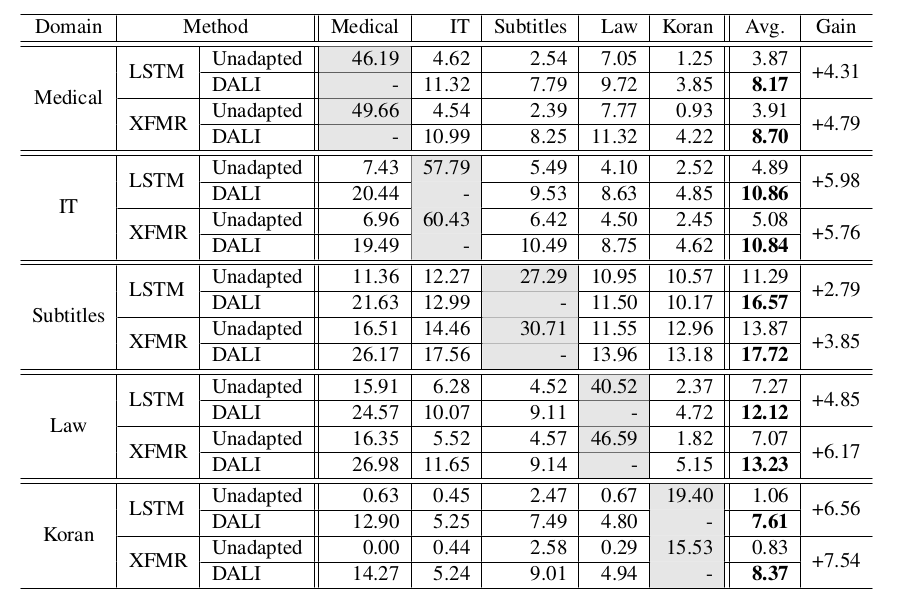 Domain Method Medical IT Subtitles Law Koran Avg. Gain
Medical LSTM Unadapted 46.19 4.62 2.54 7.05 1.25 3.87 +4.31
DALI - 11.32 7.79 9.72 3.85 8.17
XFMR Unadapted 49.66 4.54 2.39 7.77 0.93 3.91 +4.79
DALI - 10.99 8.25 11.32 4.22 8.70
IT LSTM Unadapted 7.43 57.79 5.49 4.10 2.52 4.89 +5.98
DALI 20.44 - 9.53 8.63 4.85 10.86
XFMR Unadapted 6.96 60.43 6.42 4.50 2.45 5.08 +5.76
DALI 19.49 - 10.49 8.75 4.62 10.84
Subtitles LSTM Unadapted 11.36 12.27 27.29 10.95 10.57 11.29 +2.79
DALI 21.63 12.99 - 11.50 10.17 16.57
XFMR Unadapted 16.51 14.46 30.71 11.55 12.96 13.87 +3.85
DALI 26.17 17.56 - 13.96 13.18 17.72
Law LSTM Unadapted 15.91 6.28 4.52 40.52 2.37 7.27 +4.85
DALI 24.57 10.07 9.11 - 4.72 12.12
XFMR Unadapted 16.35 5.52 4.57 46.59 1.82 7.07 +6.17
DALI 26.98 11.65 9.14 - 5.15 13.23
Koran LSTM Unadapted 0.63 0.45 2.47 0.67 19.40 1.06 +6.56
DALI 12.90 5.25 7.49 4.80 - 7.61
XFMR Unadapted 0.00 0.44 2.58 0.29 15.53 0.83 +7.54
DALI 14.27 5.24 9.01 4.94 - 8.37